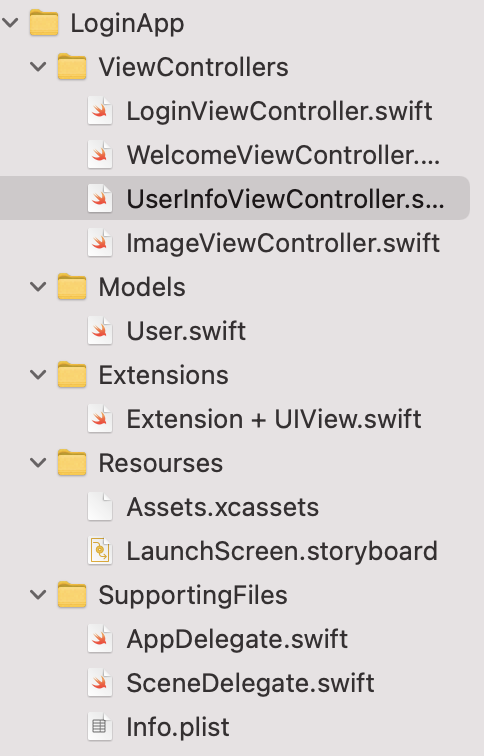 LoginApp
ViewControllers
LoginViewController.swift
WelcomeViewController....
UserInfoViewController.s...
ImageViewController.swift
Models
User.swift
Extensions
Extension + UIView.swift
Resourses
Assets.xcassets
LaunchScreen.storyboard
SupportingFiles
AppDelegate.swift
SceneDelegate.swift
Info.plist